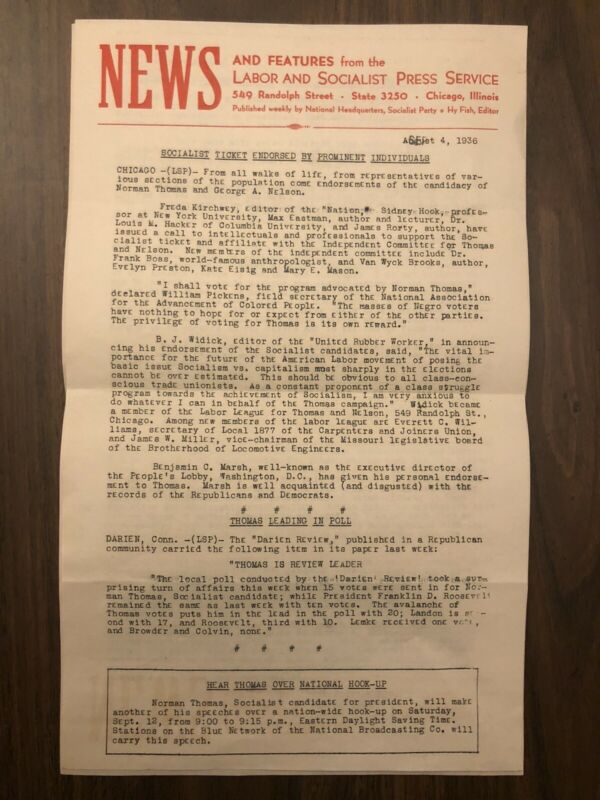 NEWS
AND FEATURES from the
LABOR AND SOCIALIST PRESS SERVICE
549 Randolph Street · State 3250 · Chicago, Illinois
Published weekly by National Headquarters, Socialist Party • Hy Fish, Editor
4, 1936
SOCIALIST TICKET ENDORSED BY PROMINENT INDIVIDUALS
CHICAGO -(LSP)- From all walks of life, from representatives of var-
ious sections of the population come endorsements of the candidacy of
Norman Thomas and George A. Nelson.
Freda Kirchwey, editor of the "Nation," Sidney Hook, profes-
sor at New York University, Max Eastman, author and lecturer, Dr.
Louis M. Hacker of Columbia University, and James Rorty, author, have
issued a call to intellectuals and professionals to support the So-
cialist ticket and affiliate with the Independent Committee for Thomas
and Nelson. New members of the independent committee include Dr.
Frank Boas, world-famous anthropologist, and Van Wyck Brooks, author,
Evelyn Preston, Kate Eisig and Mary E. Mason.
"I shall vote for the program advocated by Norman Thomas,"
declared William Pickens, field secretary of the National Association
for the Advancement of Colored People. "The masses of Negro voters
have nothing to hope for or expect from either of the other parties.
The privilege of voting for Thomas is its own reward."
B. J. Widick, editor of the "United Rubber Worker," in announ-
cing his endorsement of the Socialist candidates, said, "The vital im-
portance for the future of the American Labor movement of posing the
basic issue Socialism vs. capitalism most sharply in the elections
cannot be over estimated. This should be obvious to all class-con-
scious trade unionists. As a constant proponent of a class struggle
program towards the achievement of Socialism, I am very anxious to
do whatever I can in behalf of the Thomas campaign." Widick became
a member of the Labor League for Thomas and Nelson, 549 Randolph St.,
Chicago. Among new members of the labor league are Everett C. Wil-
liams, secretary of Local 1877 of the Carpenters and Joiners Union,
and James W. Miller, vice-chairman of the Missouri legislative board
of the Brotherhood of Locomotive Engineers.
Benjamin C. Marsh, well-known as the executive director of
the People's Lobby, Washington, D.C., has given his personal endorse-
ment to Thomas. Marsh is well acquainted (and disgusted) with the
records of the Republicans and Democrats.
# # # #
THOMAS LEADING IN POLL
DARIEN, Conn. -(LSP)- The "Darien Review," published in a Republican
community carried the following item in its paper last week:
"THOMAS IS REVIEW LEADER
"The local poll conducted by the 'Darien' Review' took a sur-
prising turn of affairs this week when 15 votes were sent in for Nor-
man Thomas, Socialist candidate; while President Franklin D. Roosevelt
remained the same as last week with ten votes. The avalanche of
Thomas votes puts him in the lead in the poll with 20; Landon is
ond with 17, and Roosevelt, third with 10. Lemke received one
and Browder and Colvin, none."
# # # #
HEAR THOMAS OVER NATIONAL HOOK-UP
Norman Thomas, Socialist candidate for president, will make
another of his speeches over a nation-wide hook-up on Saturday,
Sept. 12, from 9:00 to 9:15 p.m., Eastern Daylight Saving Time.
Stations on the Blue Network of the National Broadcasting Co. will
carry this speech.